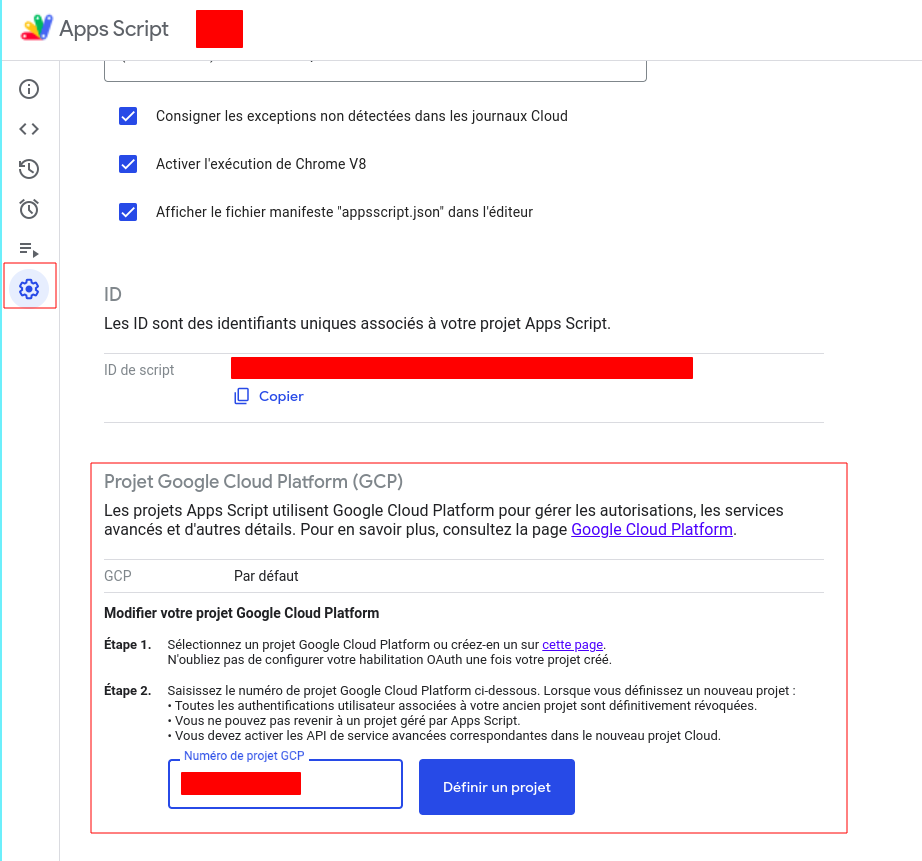 Apps Script
Consigner les exceptions non détectées dans les journaux Cloud
Activer l'exécution de Chrome V8
Afficher le fichier manifeste "appsscript.json" dans l'éditeur
ID
Les ID sont des identifiants uniques associés à votre projet Apps Script.
ID de script
Copier
Projet Google Cloud Platform (GCP)
Les projets Apps Script utilisent Google Cloud Platform pour gérer les autorisations, les services
avancés et d'autres détails. Pour en savoir plus, consultez la page Google Cloud Platform.
GCP Par défaut
Modifier votre projet Google Cloud Platform
Étape 1. Sélectionnez un projet Google Cloud Platform ou créez-en un sur cette page.
N'oubliez pas de configurer votre habilitation OAuth une fois votre projet créé.
Étape 2. Saisissez le numéro de projet Google Cloud Platform ci-dessous. Lorsque vous définissez un nouveau projet :
• Toutes les authentifications utilisateur associées à votre ancien projet sont définitivement révoquées.
• Vous ne pouvez pas revenir à un projet géré par Apps Script.
• Vous devez activer les API de service avancées correspondantes dans le nouveau projet Cloud.
Numéro de projet GCP
Définir un projet